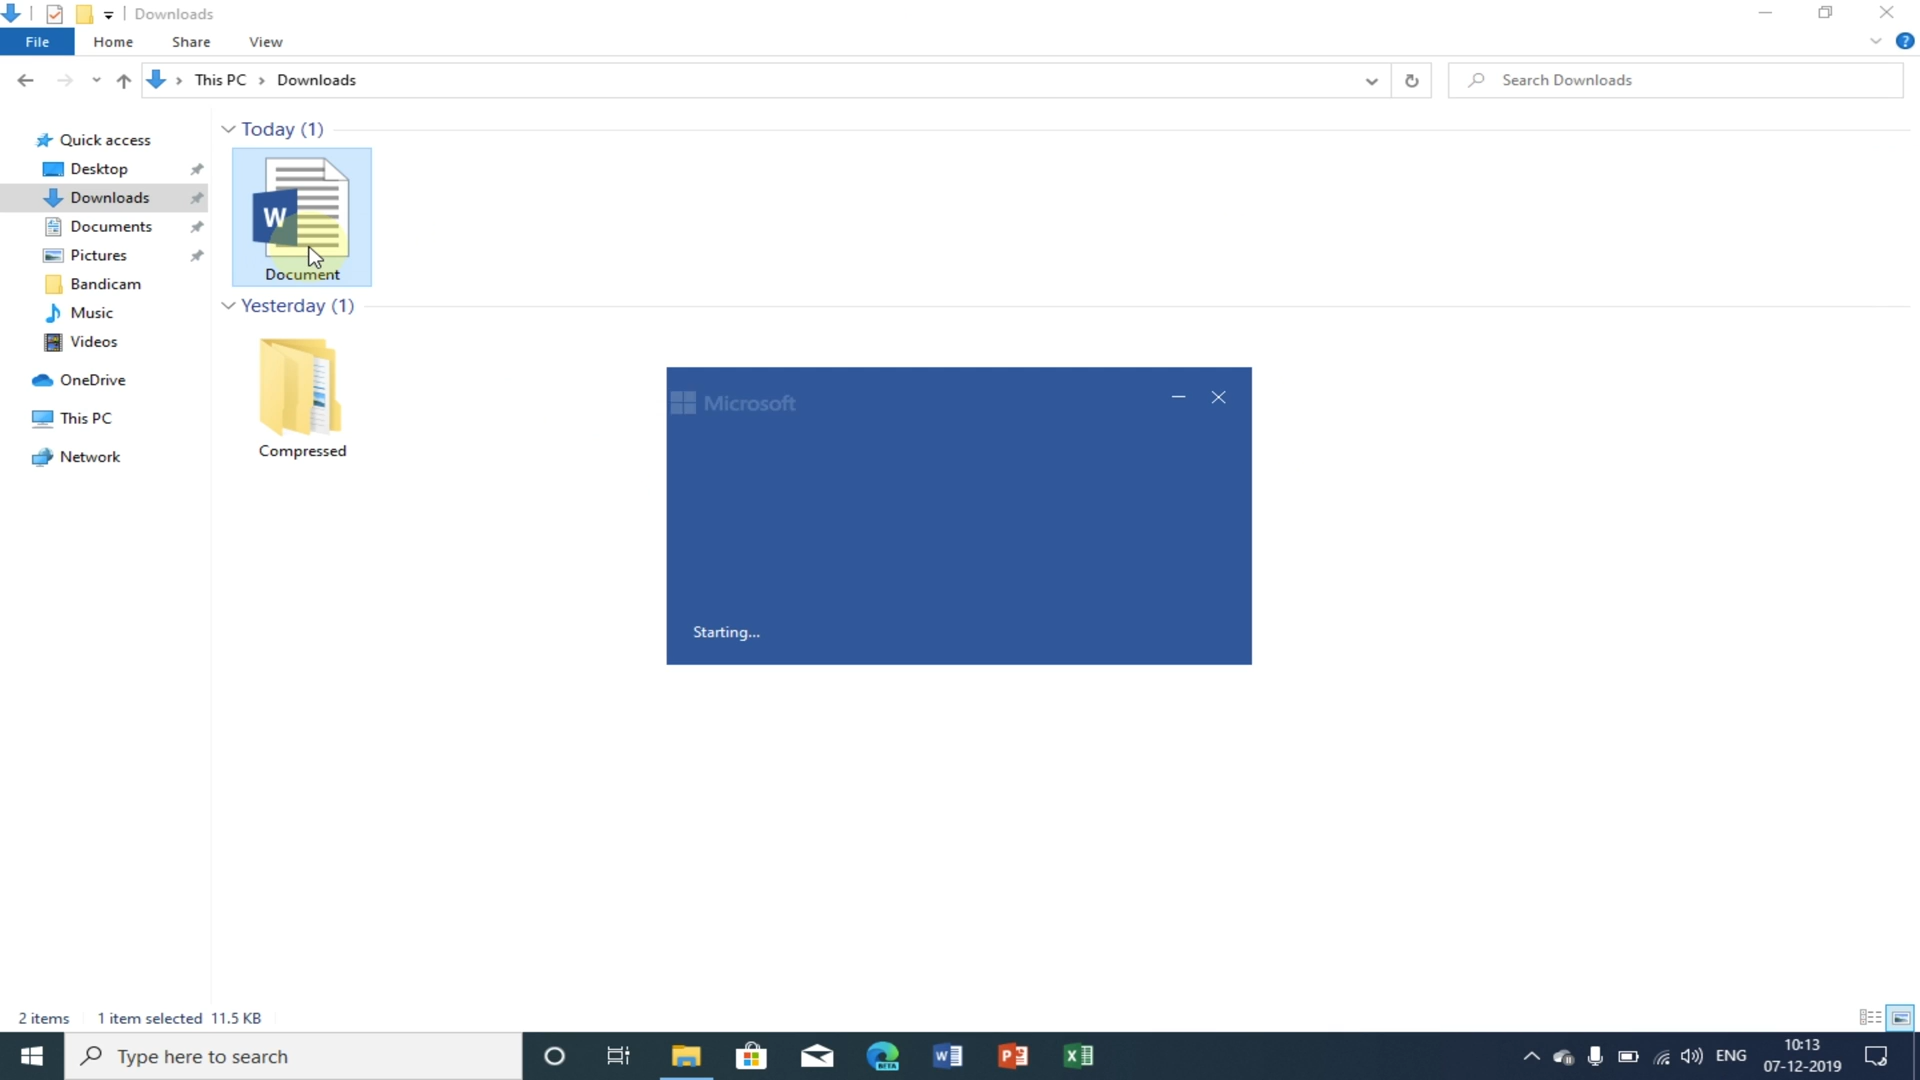 Downloads
File Home Share View
This PC > Downloads
Search Downloads
Quick access
Desktop
Downloads
Documents
Pictures
Bandicam
Music
Videos
OneDrive
This PC
Network
Today (1)
W
Document
Yesterday (1)
Compressed
Microsoft
Starting...
2 items 1 item selected 11.5 KB
Type here to search
BETA
W
P
X
ENG
10:13
07-12-2019